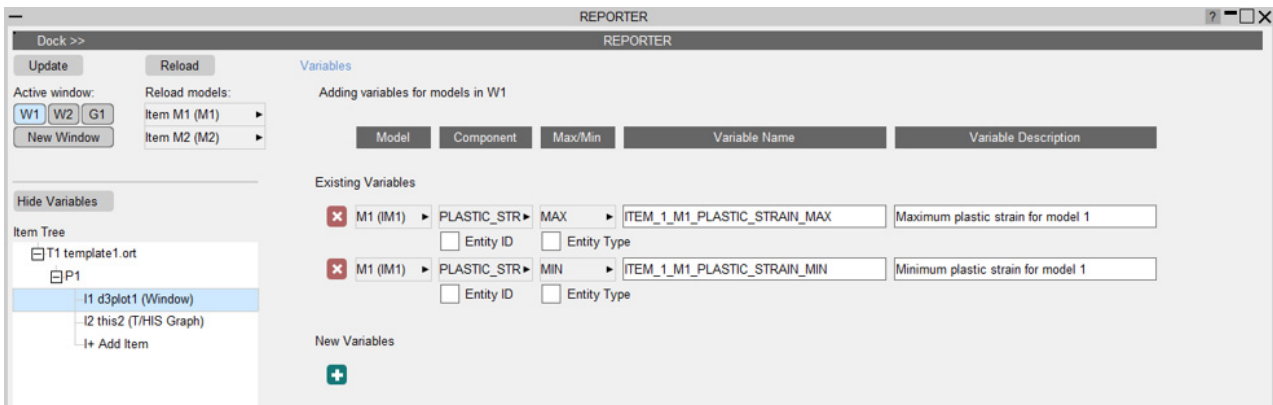 REPORTER
?
Dock >> REPORTER
Update Reload Variables
Active window: Reload models: Adding variables for models in W1
W1 W2 G1 Item M1 (M1)
New Window Item M2 (M2)
Model Component Max/Min Variable Name Variable Description
Existing Variables
Hide Variables
M1 (IM1) PLASTIC_STR MAX ITEM_1_M1_PLASTIC_STRAIN_MAX Maximum plastic strain for model 1
Entity ID Entity Type
M1 (IM1) PLASTIC_STR MIN ITEM_1_M1_PLASTIC_STRAIN_MIN Minimum plastic strain for model 1
Entity ID Entity Type
Item Tree
T1 template1.ort
P1
I1 d3plot1 (Window)
I2 this2 (T/HIS Graph)
I+ Add Item
New Variables